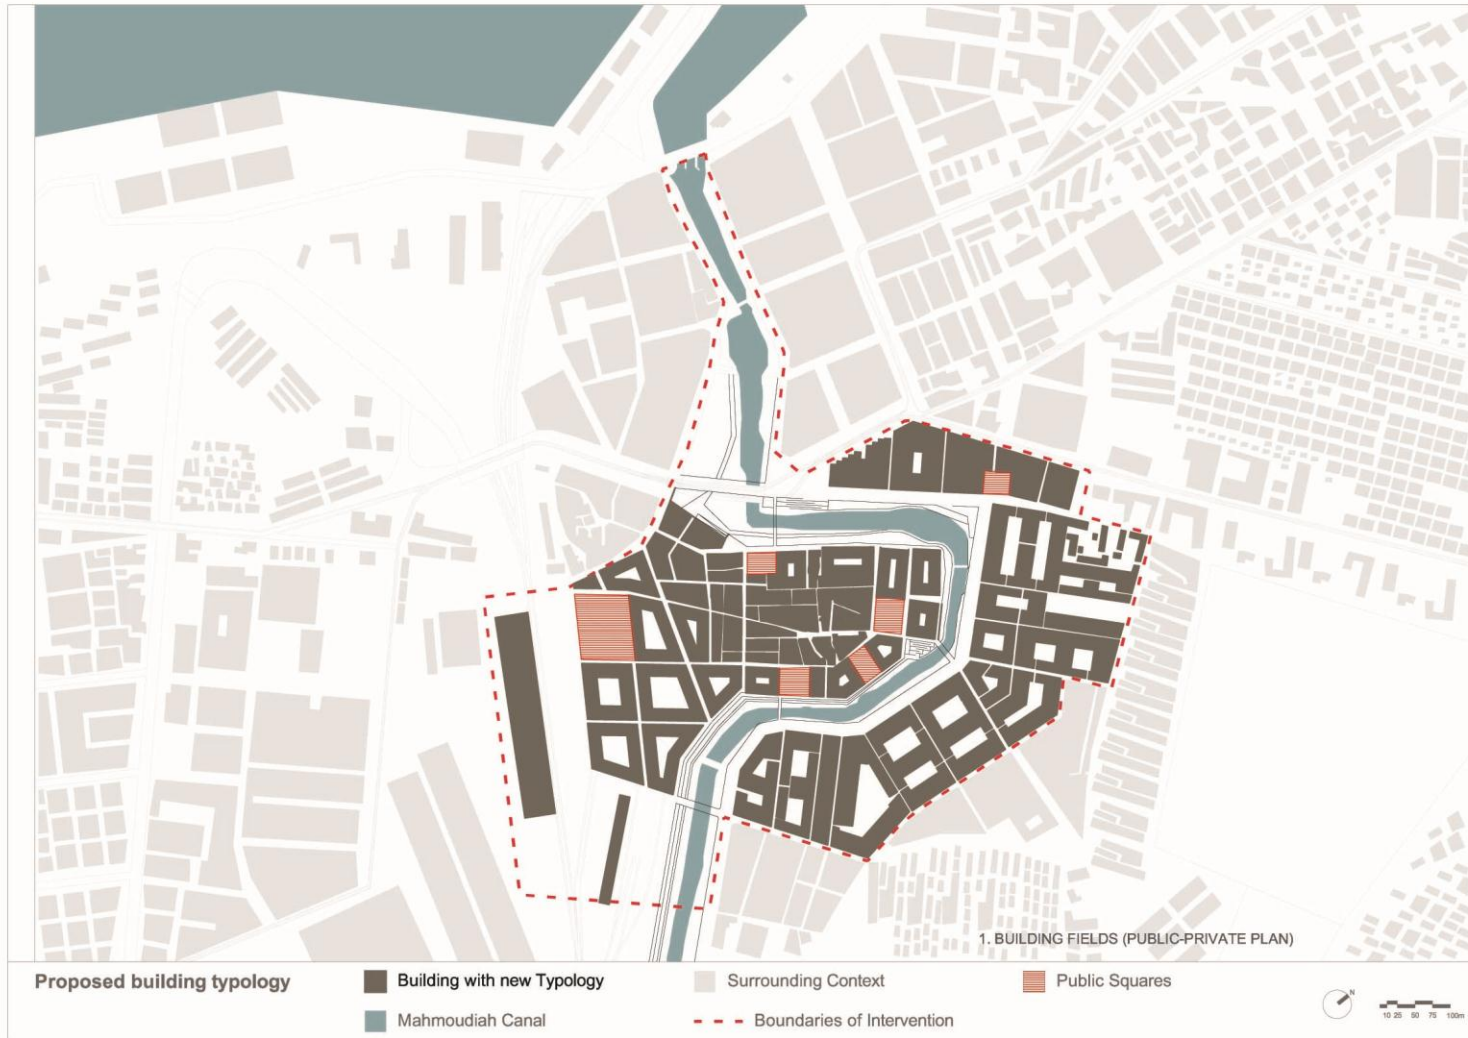 1. BUILDING FIELDS (PUBLIC-PRIVATE PLAN)
Proposed building typology
Building with new Typology
Surrounding Context
Public Squares
Mahmoudiah Canal
Boundaries of Intervention
N
10 25 50 75 100m